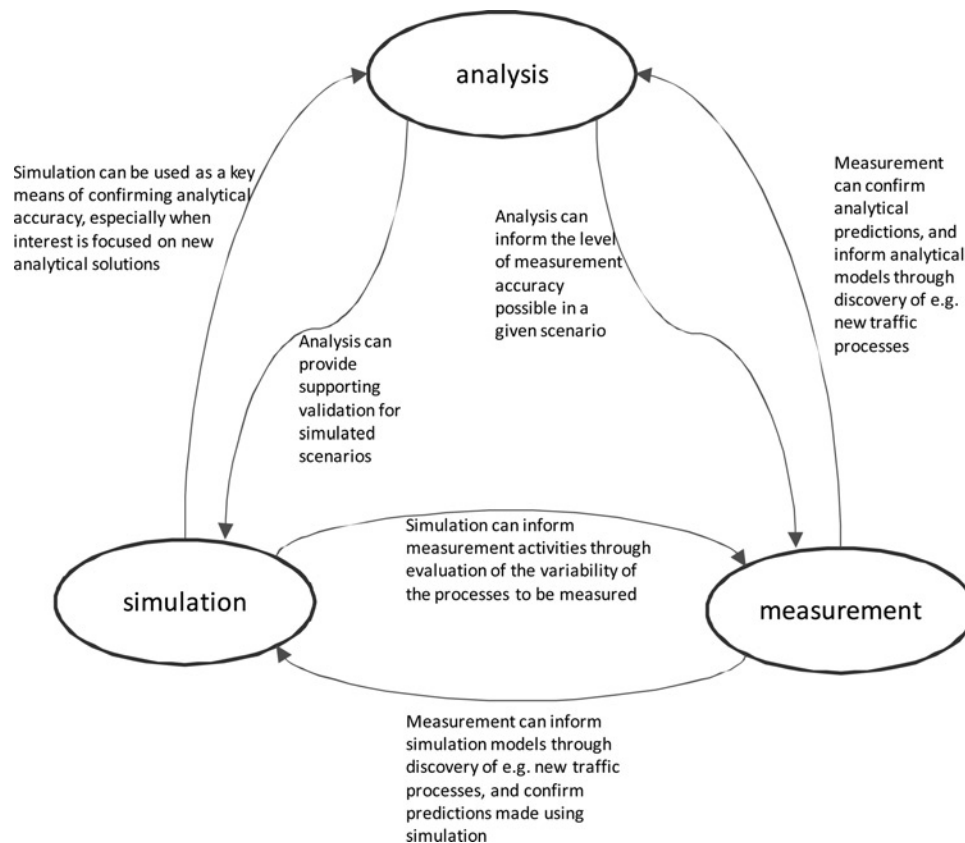 analysis
Simulation can be used as a key
means of confirming analytical
accuracy, especially when
interest is focused on new
analytical solutions
Measurement
can confirm
analytical
predictions, and
inform analytical
models through
discovery of e.g.
new traffic
processes
Analysis can
inform the level
of measurement
accuracy
possible in a
given scenario
Analysis can
provide
supporting
validation for
simulated
scenarios
Simulation can inform
measurement activities through
evaluation of the variability of
the processes to be measured
simulation
measurement
Measurement can inform
simulation models through
discovery of e.g. new traffic
processes, and confirm
predictions made using
simulation